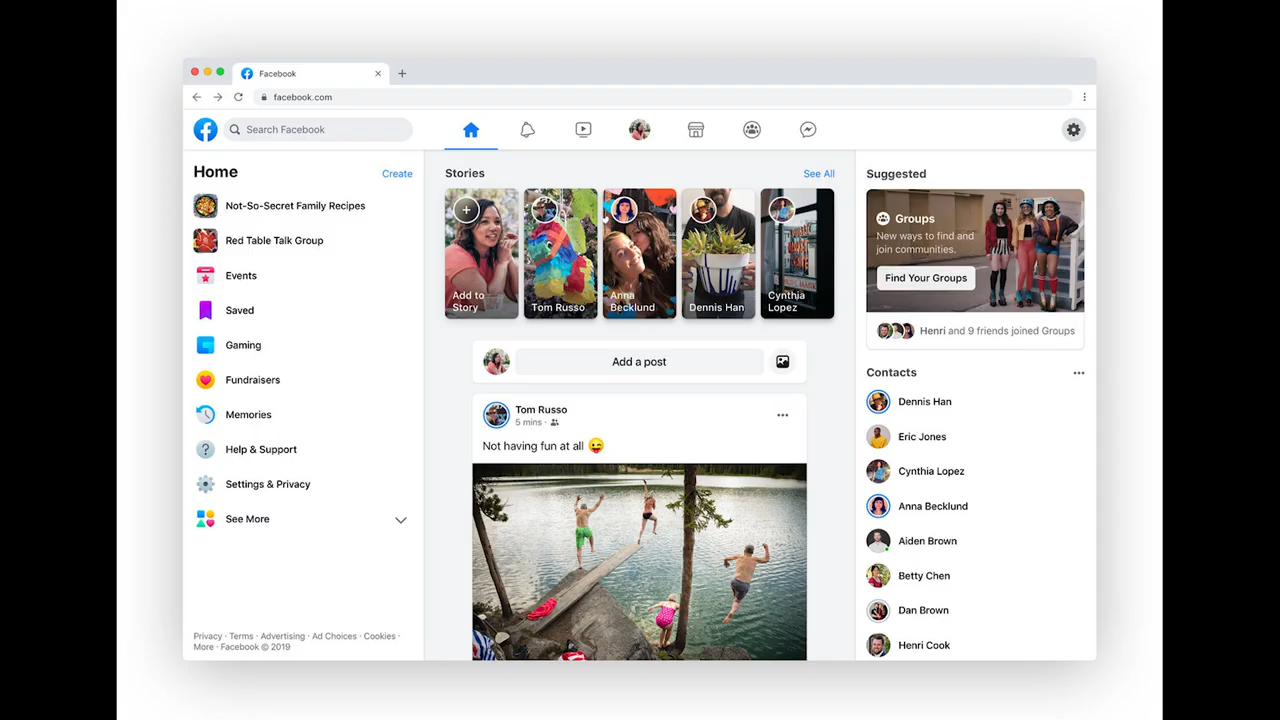 Facebook
facebook.com
Search Facebook
Home
Create
Not-So-Secret Family Recipes
Red Table Talk Group
Events
Saved
Gaming
Fundraisers
Memories
Help & Support
Settings & Privacy
See More
Privacy · Terms · Advertising · Ad Choices · Cookies ·
More · Facebook © 2019
Stories
See All
Add to
Story
Tom Russo
Anna
Becklund
Dennis Han
Cynthia
Lopez
Add a post
Tom Russo
5 mins ·
Not having fun at all 😜
Suggested
Groups
New ways to find and
join communities.
Find Your Groups
Henri and 9 friends joined Groups
Contacts
Dennis Han
Eric Jones
Cynthia Lopez
Anna Becklund
Aiden Brown
Betty Chen
Dan Brown
Henri Cook